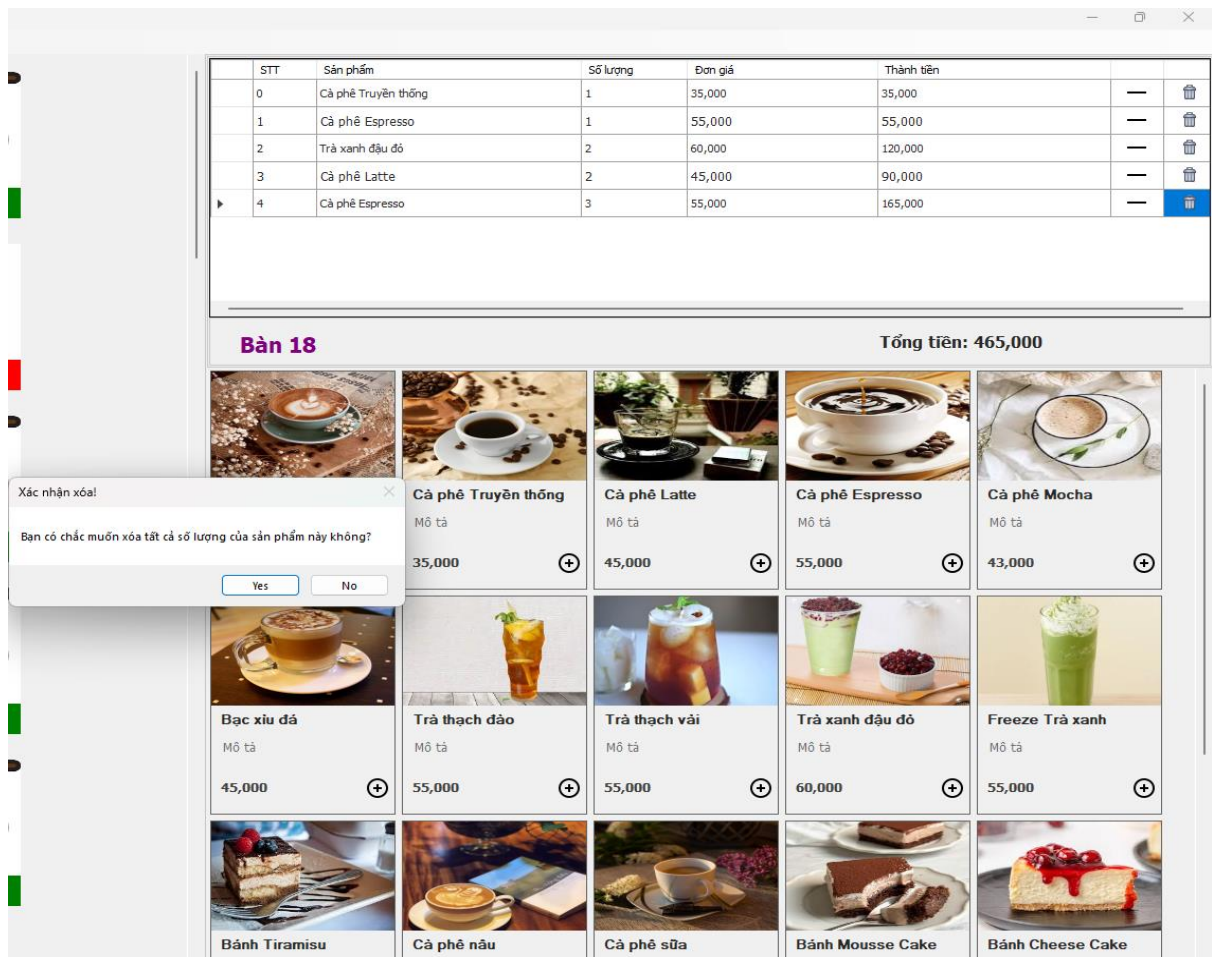 STT Sản phẩm Số lượng Đơn giá Thành tiền
0 Cà phê Truyền thống 1 35,000 35,000
1 Cà phê Espresso 1 55,000 55,000
2 Trà xanh đậu đỏ 2 60,000 120,000
3 Cà phê Latte 2 45,000 90,000
4 Cà phê Espresso 3 55,000 165,000
Bàn 18 Tổng tiền: 465,000
Xác nhận xóa!
Bạn có chắc muốn xóa tất cả số lượng của sản phẩm này không?
Yes No
Cà phê Truyền thống Cà phê Latte Cà phê Espresso Cà phê Mocha
Mô tả Mô tả Mô tả Mô tả
35,000 45,000 55,000 43,000
Bạc xỉu đá Trà thạch đào Trà thạch vải Trà xanh đậu đỏ Freeze Trà xanh
Mô tả Mô tả Mô tả Mô tả Mô tả
45,000 55,000 55,000 60,000 55,000
Bánh Tiramisu Cà phê nâu Cà phê sữa Bánh Mousse Cake Bánh Cheese Cake